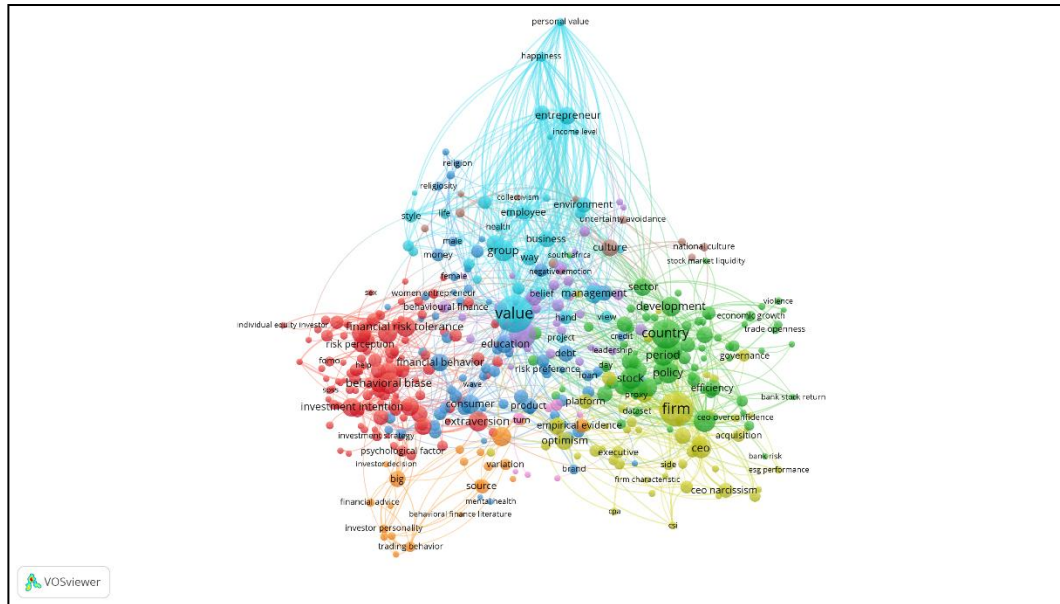 personal value
happiness
entrepreneur
income level
religion
religiosity
collectivism
style
life
employee
environment
uncertainty avoidance
health
male
business
culture
national culture
group
way
south africa
money
stock market liquidity
negative emotion
female
sector
sex
women entrepreneur
belief
management
development
violence
behavioural finance
economic growth
value
hand
view
individual equity investor
financial risk tolerance
country
trade openness
project
credit
risk perception
education
leadership
period
governance
fomo
help
financial behavior
debt
day
risk preference
policy
loan
stock
behavioral biase
wave
efficiency
sposs
proxy
bank stock return
investment intention
consumer
product
platform
dataset
firm
ceo overconfidence
extraversion
turn
empirical evidence
investment strategy
optimism
acquisition
psychological factor
executive
ceo
bank risk
investor decision
variation
side
brand
esg performance
big
firm characteristic
source
ceo narcissism
mental health
financial advice
behavioral finance literature
cpa
investor personality
csi
trading behavior
VOSviewer